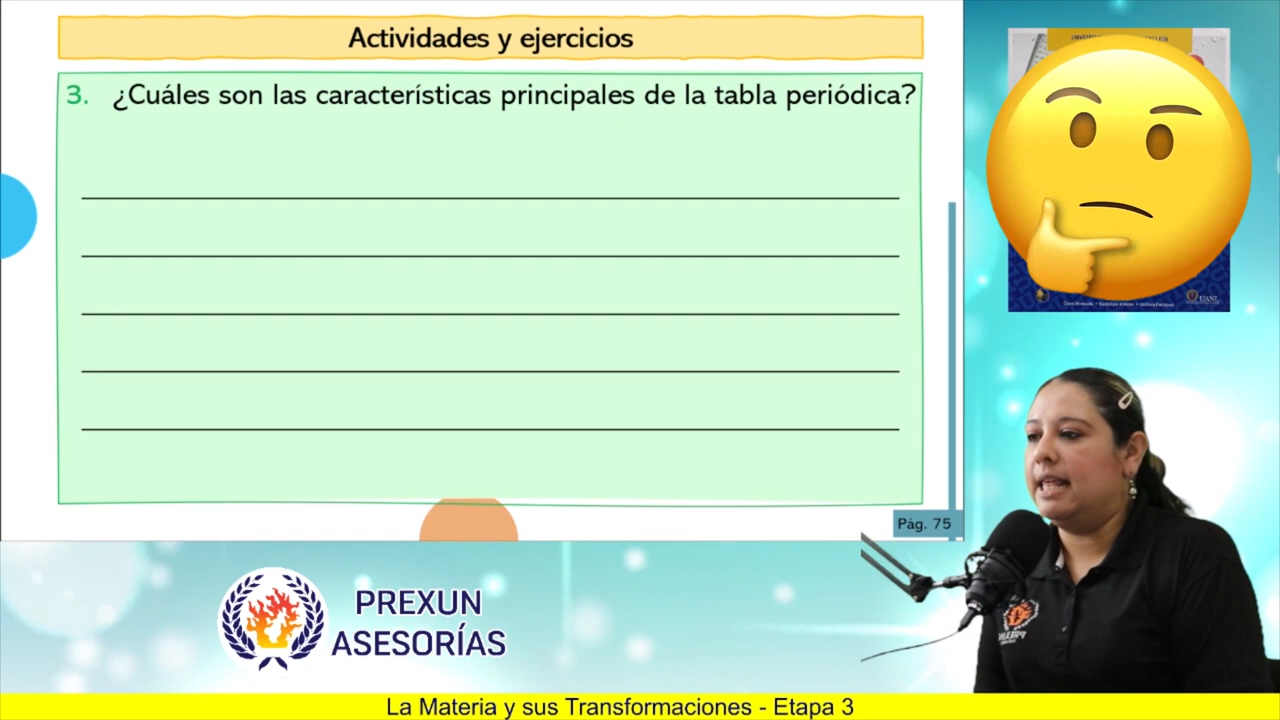 Actividades y ejercicios
3. ¿Cuáles son las características principales de la tabla periódica?
Pág. 75
UANL
PREXUN
ASESORÍAS
La Materia y sus Transformaciones - Etapa 3